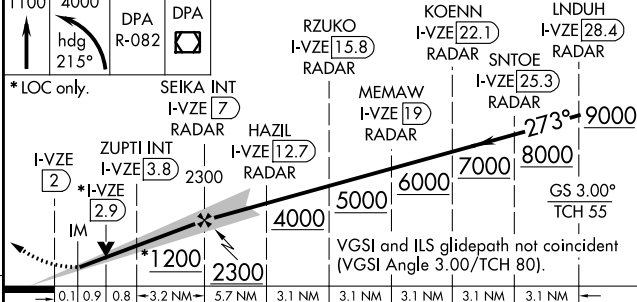 1100
4000
hdg
215°
DPA
R-082
DPA
* LOC only.
RZUKO
I-VZE 15.8
RADAR
KOENN
I-VZE 22.1
RADAR
LNDUH
I-VZE 28.4
RADAR
SNTOE
I-VZE 25.3
RADAR
MEMAW
I-VZE 19
RADAR
SEIKA INT
I-VZE 7
RADAR
HAZIL
I-VZE 12.7
RADAR
ZUPTI INT
I-VZE 3.8
I-VZE
2
*I-VZE
2.9
IM
2300
273°
9000
8000
7000
6000
5000
4000
2300
*1200
GS 3.00°
TCH 55
VGSI and ILS glidepath not coincident
(VGSI Angle 3.00/TCH 80).
0.1 0.9 0.8 3.2 NM 5.7 NM 3.1 NM 3.1 NM 3.1 NM 3.1 NM 3.1 NM